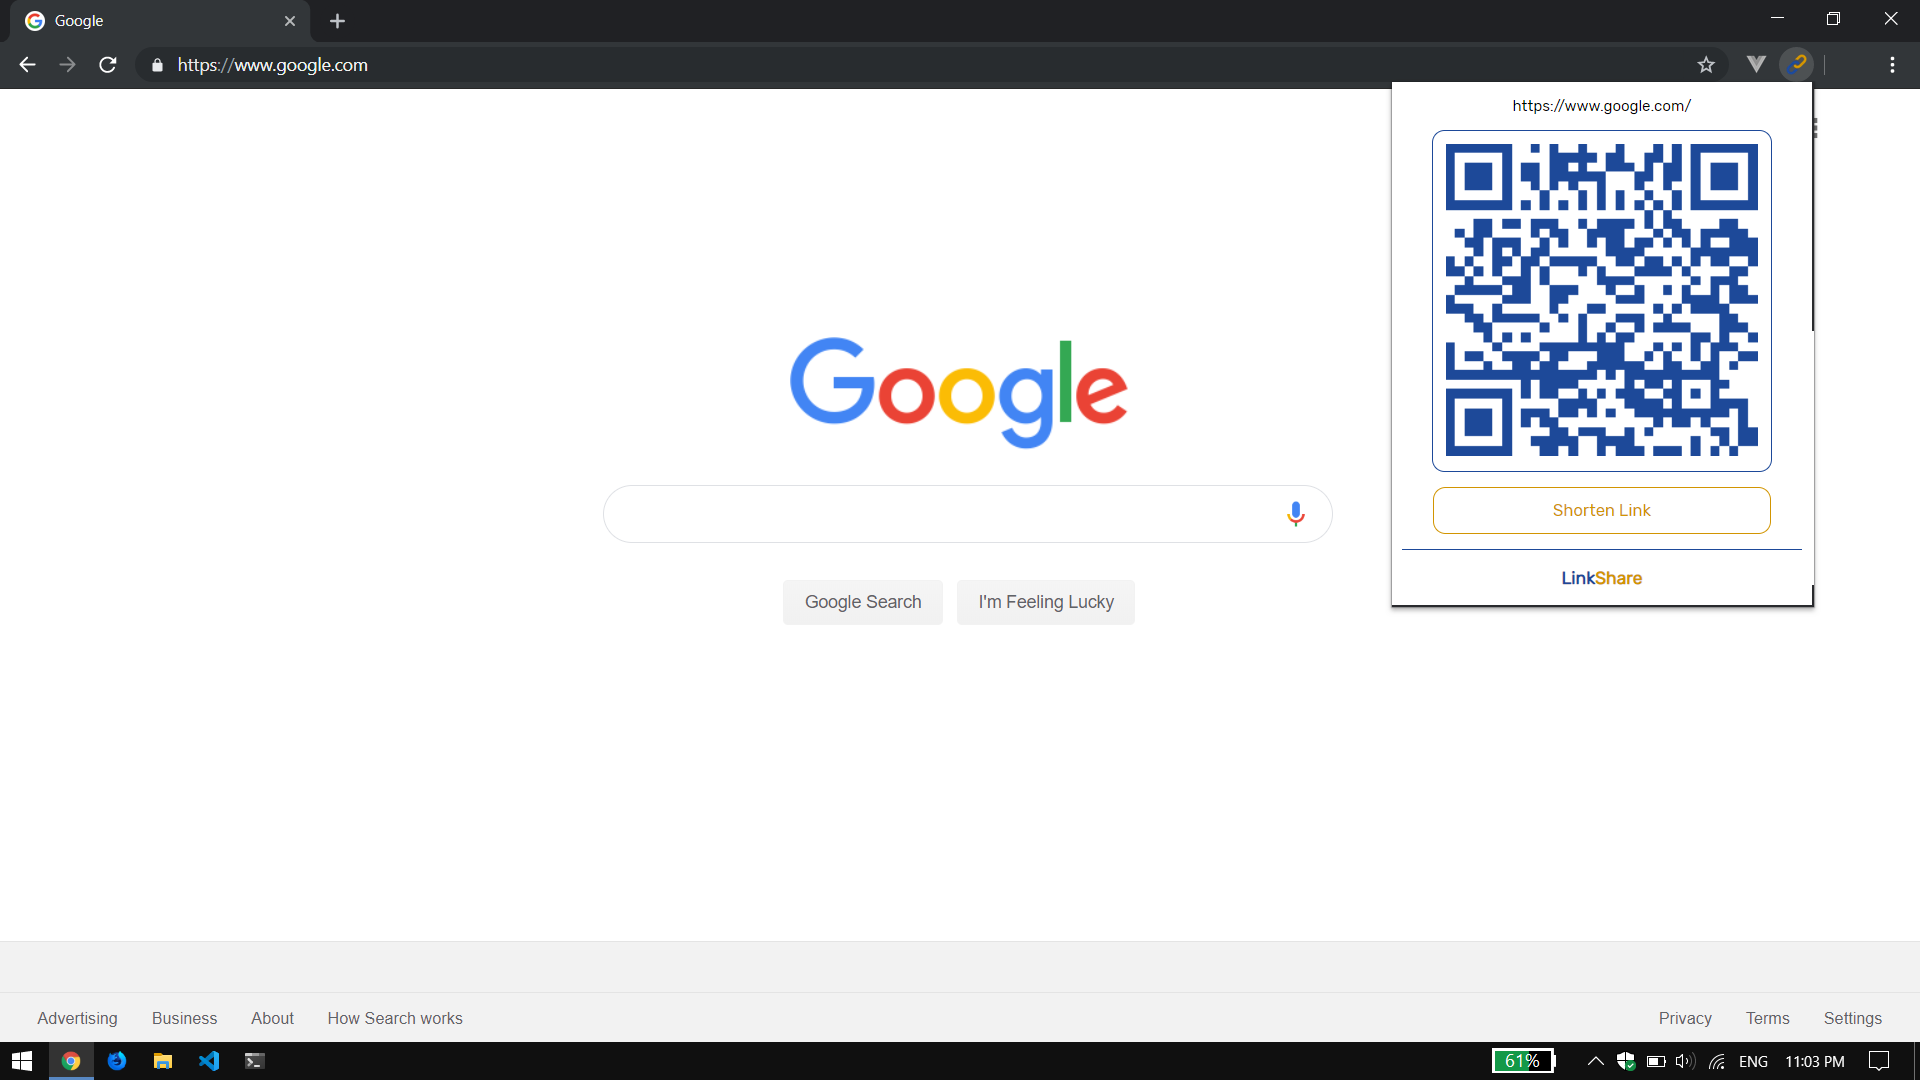 Google
https://www.google.com
https://www.google.com/
Google
Shorten Link
LinkShare
Google Search
I'm Feeling Lucky
Advertising
Business
About
How Search works
Privacy
Terms
Settings
61%
ENG
11:03 PM